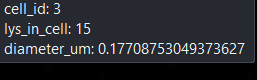 cell_id: 3
lys_in_cell: 15
diameter_um: 0.17708753049373627